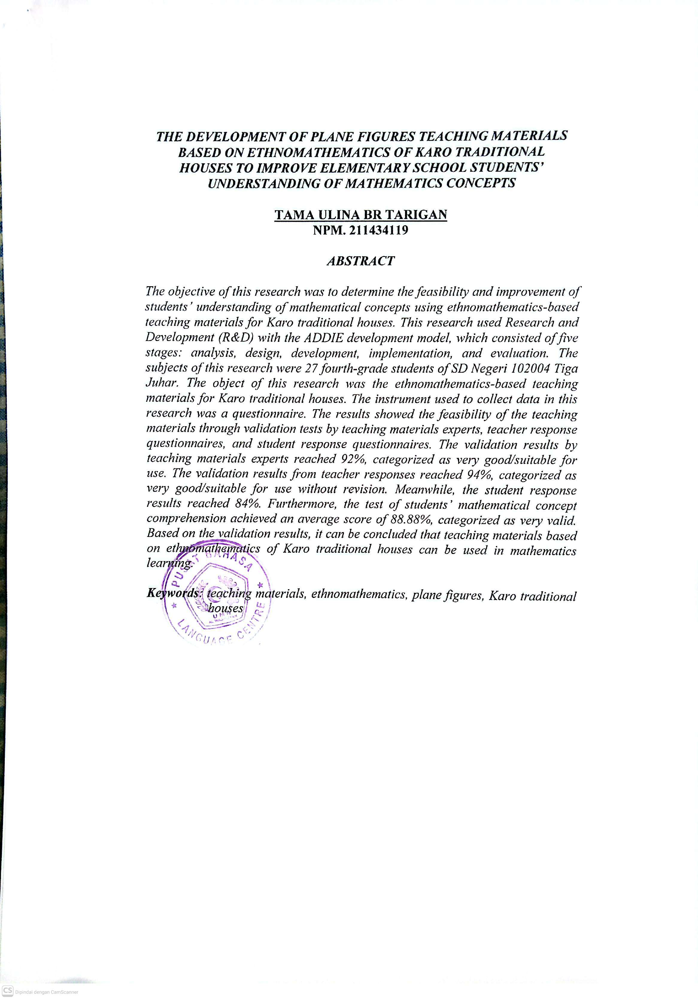 THE DEVELOPMENT OF PLANE FIGURES TEACHING MATERIALS
BASED ON ETHNOMATHEMATICS OF KARO TRADITIONAL
HOUSES TO IMPROVE ELEMENTARY SCHOOL STUDENTS'
UNDERSTANDING OF MATHEMATICS CONCEPTS
TAMA ULINA BR TARIGAN
NPM. 211434119
ABSTRACT
The objective of this research was to determine the feasibility and improvement of
students' understanding of mathematical concepts using ethnomathematics-based
teaching materials for Karo traditional houses. This research used Research and
Development (R&D) with the ADDIE development model, which consisted of five
stages: analysis, design, development, implementation, and evaluation. The
subjects of this research were 27 fourth-grade students of SD Negeri 102004 Tiga
Juhar. The object of this research was the ethnomathematics-based teaching
materials for Karo traditional houses. The instrument used to collect data in this
research was a questionnaire. The results showed the feasibility of the teaching
materials through validation tests by teaching materials experts, teacher response
questionnaires, and student response questionnaires. The validation results by
teaching materials experts reached 92%, categorized as very good/suitable for
use. The validation results from teacher responses reached 94%, categorized as
very good/suitable for use without revision. Meanwhile, the student response
results reached 84%. Furthermore, the test of students' mathematical concept
comprehension achieved an average score of 88.88%, categorized as very valid.
Based on the validation results, it can be concluded that teaching materials based
on ethnomathematics of Karo traditional houses can be used in mathematics
learning.
Keywords: teaching materials, ethnomathematics, plane figures, Karo traditional
houses
PUSAT BAHASA
UMN
LANGUAGE CENTRE
CS Dipindai dengan CamScanner